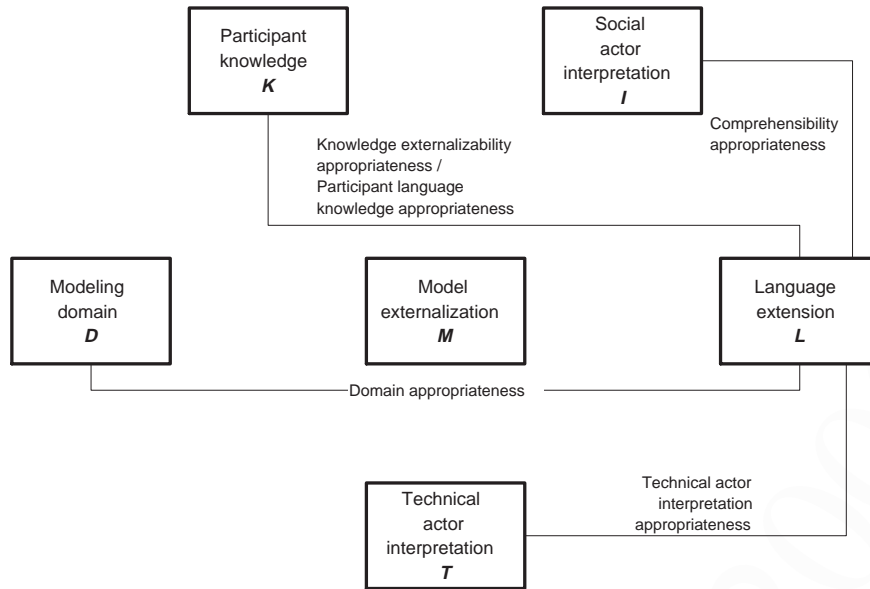 Participant
knowledge
K
Social
actor
interpretation
I
Comprehensibility
appropriateness
Knowledge externalizability
appropriateness /
Participant language
knowledge appropriateness
Modeling
domain
D
Model
externalization
M
Language
extension
L
Domain appropriateness
Technical
actor
interpretation
T
Technical actor
interpretation
appropriateness